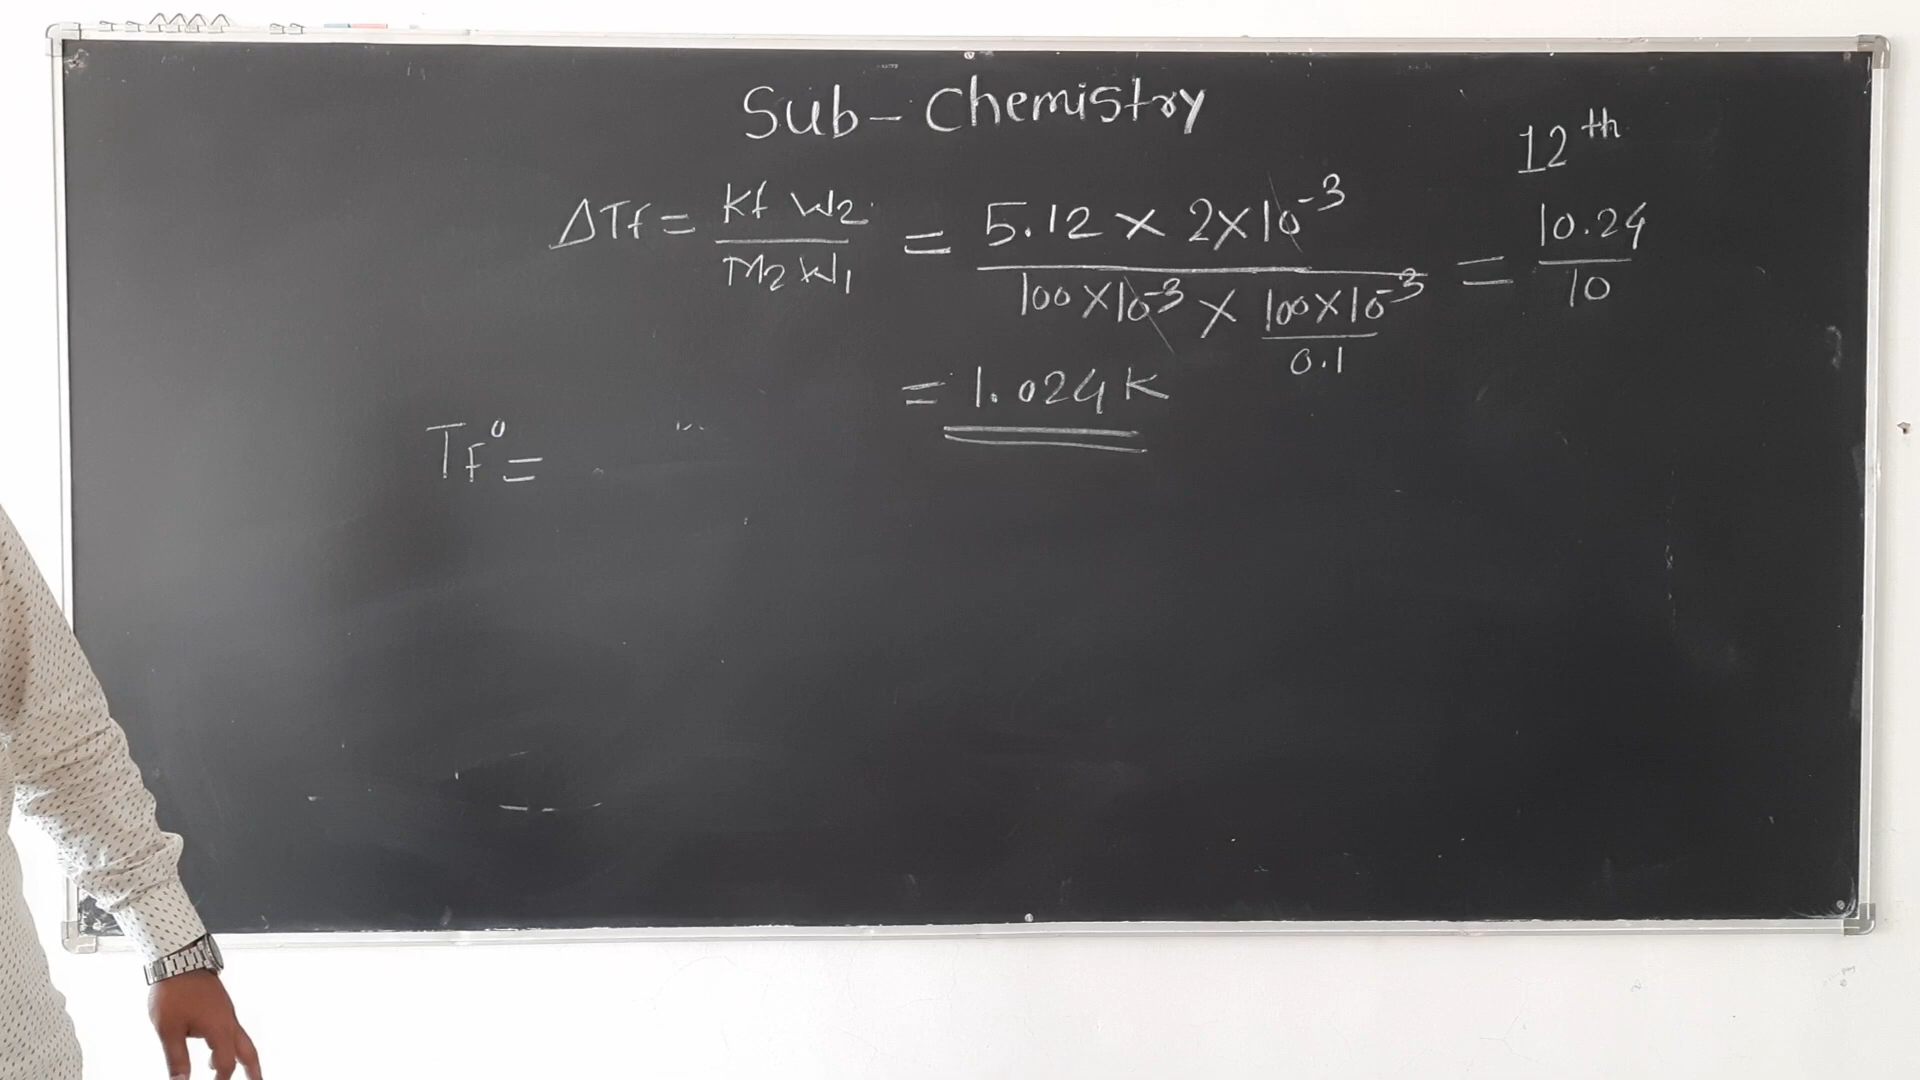 Sub - Chemistry
12th
ΔTf = Kf W2 / M2 W1 = 5.12 × 2×10⁻³ / 100×10⁻³ × 100×10⁻³ / 0.1 = 10.24 / 10
= 1.024 K
Tf° =